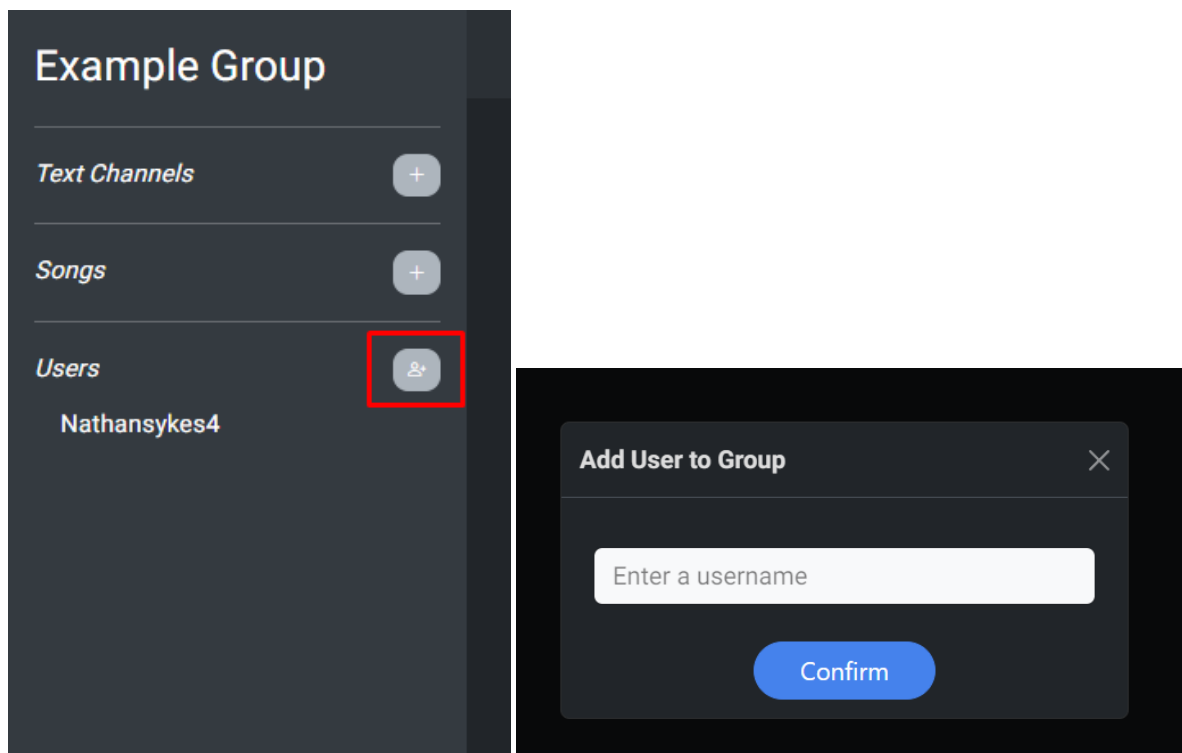 Example Group
Text Channels
Songs
Users
Nathansykes4
Add User to Group
Enter a username
Confirm